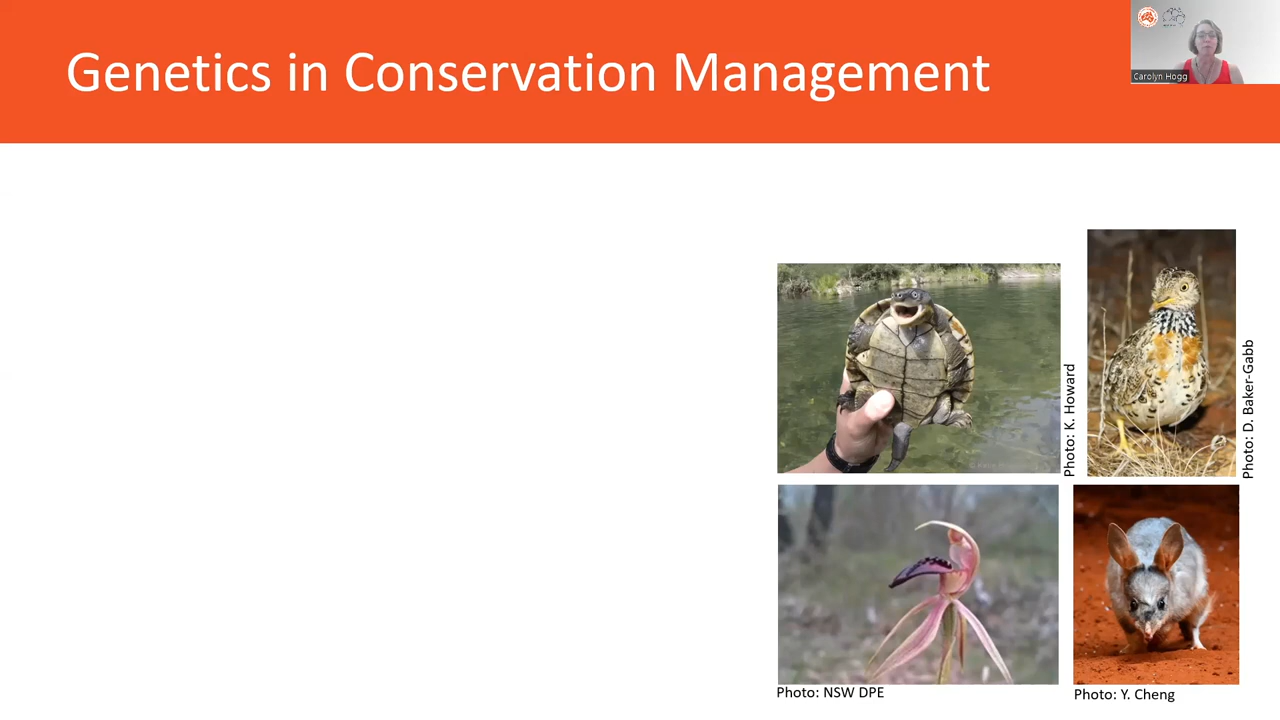 Genetics in Conservation Management
Carolyn Hogg
Photo: K. Howard
Photo: D. Baker-Gabb
Photo: NSW DPE
Photo: Y. Cheng